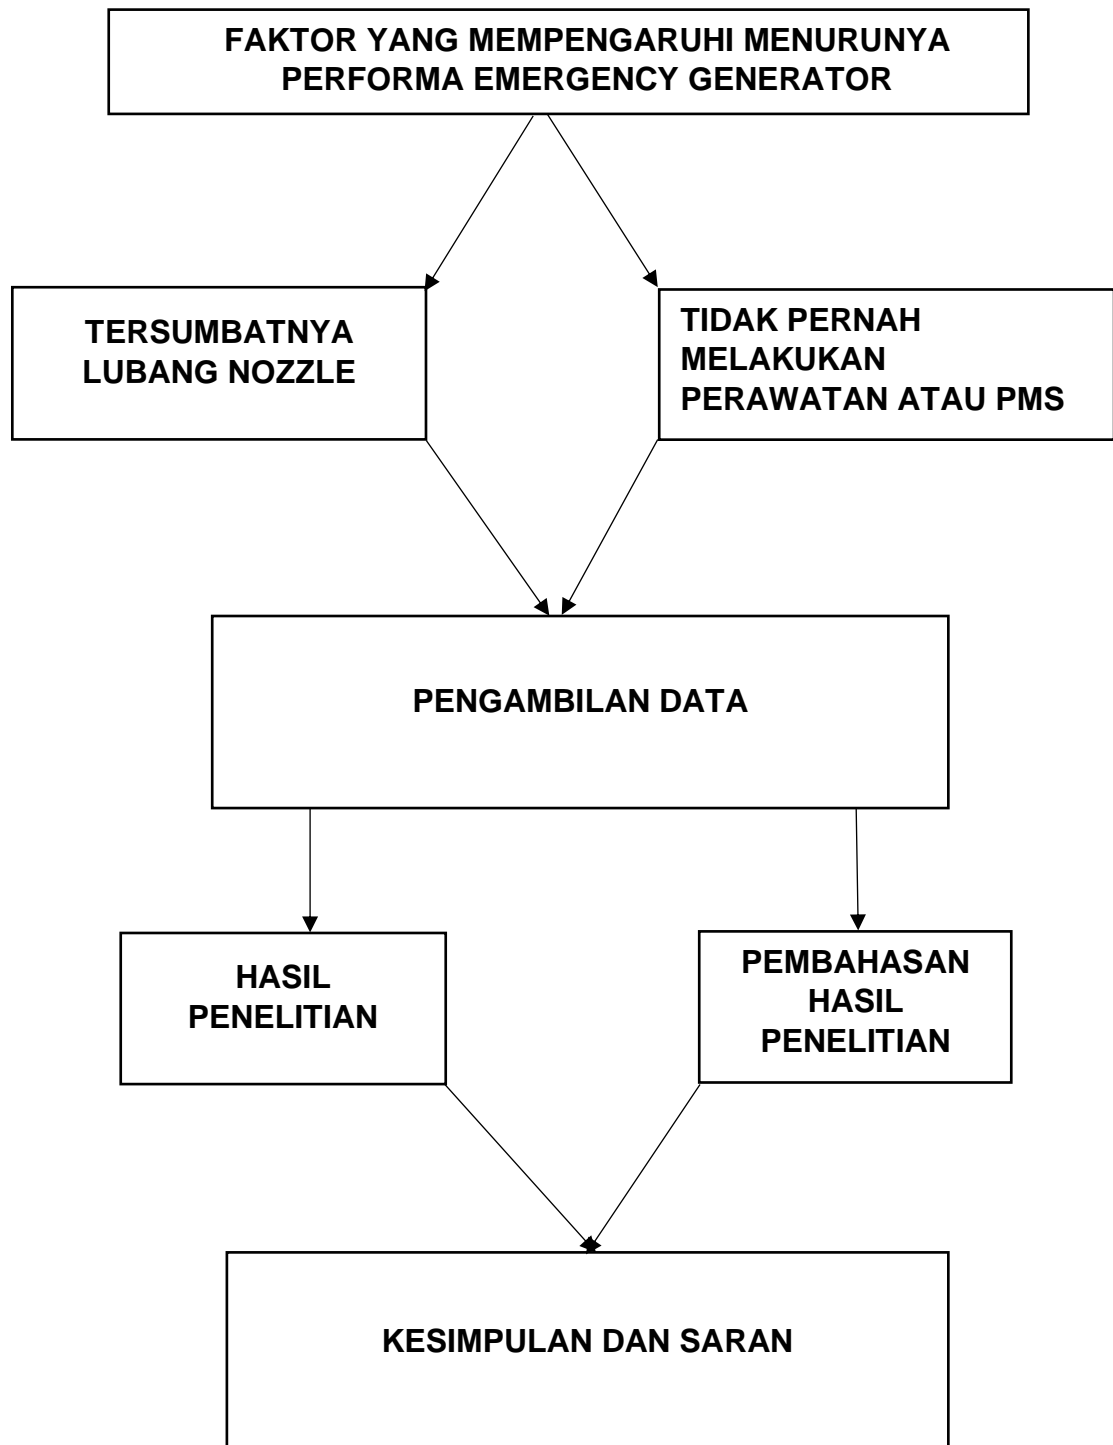 FAKTOR YANG MEMPENGARUHI MENURUNYA
PERFORMA EMERGENCY GENERATOR
TERSUMBATNYA
LUBANG NOZZLE
TIDAK PERNAH
MELAKUKAN
PERAWATAN ATAU PMS
PENGAMBILAN DATA
HASIL
PENELITIAN
PEMBAHASAN
HASIL
PENELITIAN
KESIMPULAN DAN SARAN